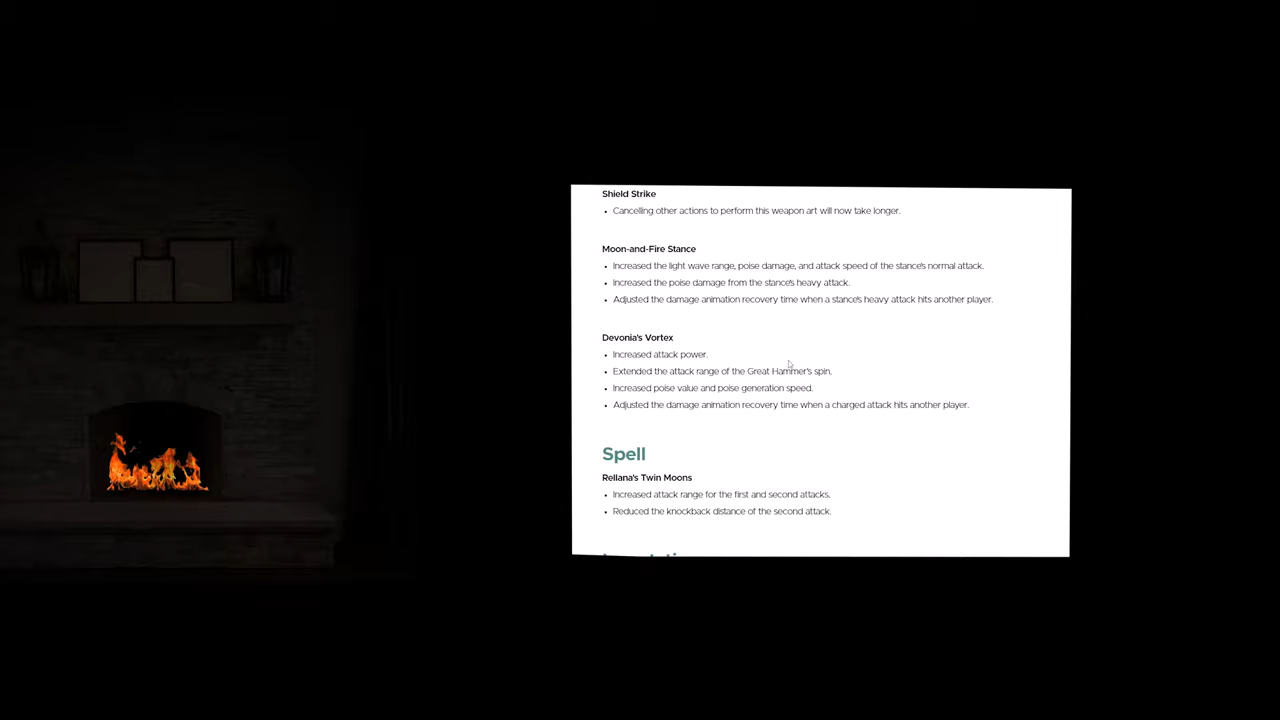 Shield Strike
• Cancelling other actions to perform this weapon art will now take longer.
Moon-and-Fire Stance
• Increased the light wave range, poise damage, and attack speed of the stance's normal attack.
• Increased the poise damage from the stance's heavy attack.
• Adjusted the damage animation recovery time when a stance's heavy attack hits another player.
Devonia's Vortex
• Increased attack power.
• Extended the attack range of the Great Hammer's spin.
• Increased poise value and poise generation speed.
• Adjusted the damage animation recovery time when a charged attack hits another player.
Spell
Rellana's Twin Moons
• Increased attack range for the first and second attacks.
• Reduced the knockback distance of the second attack.